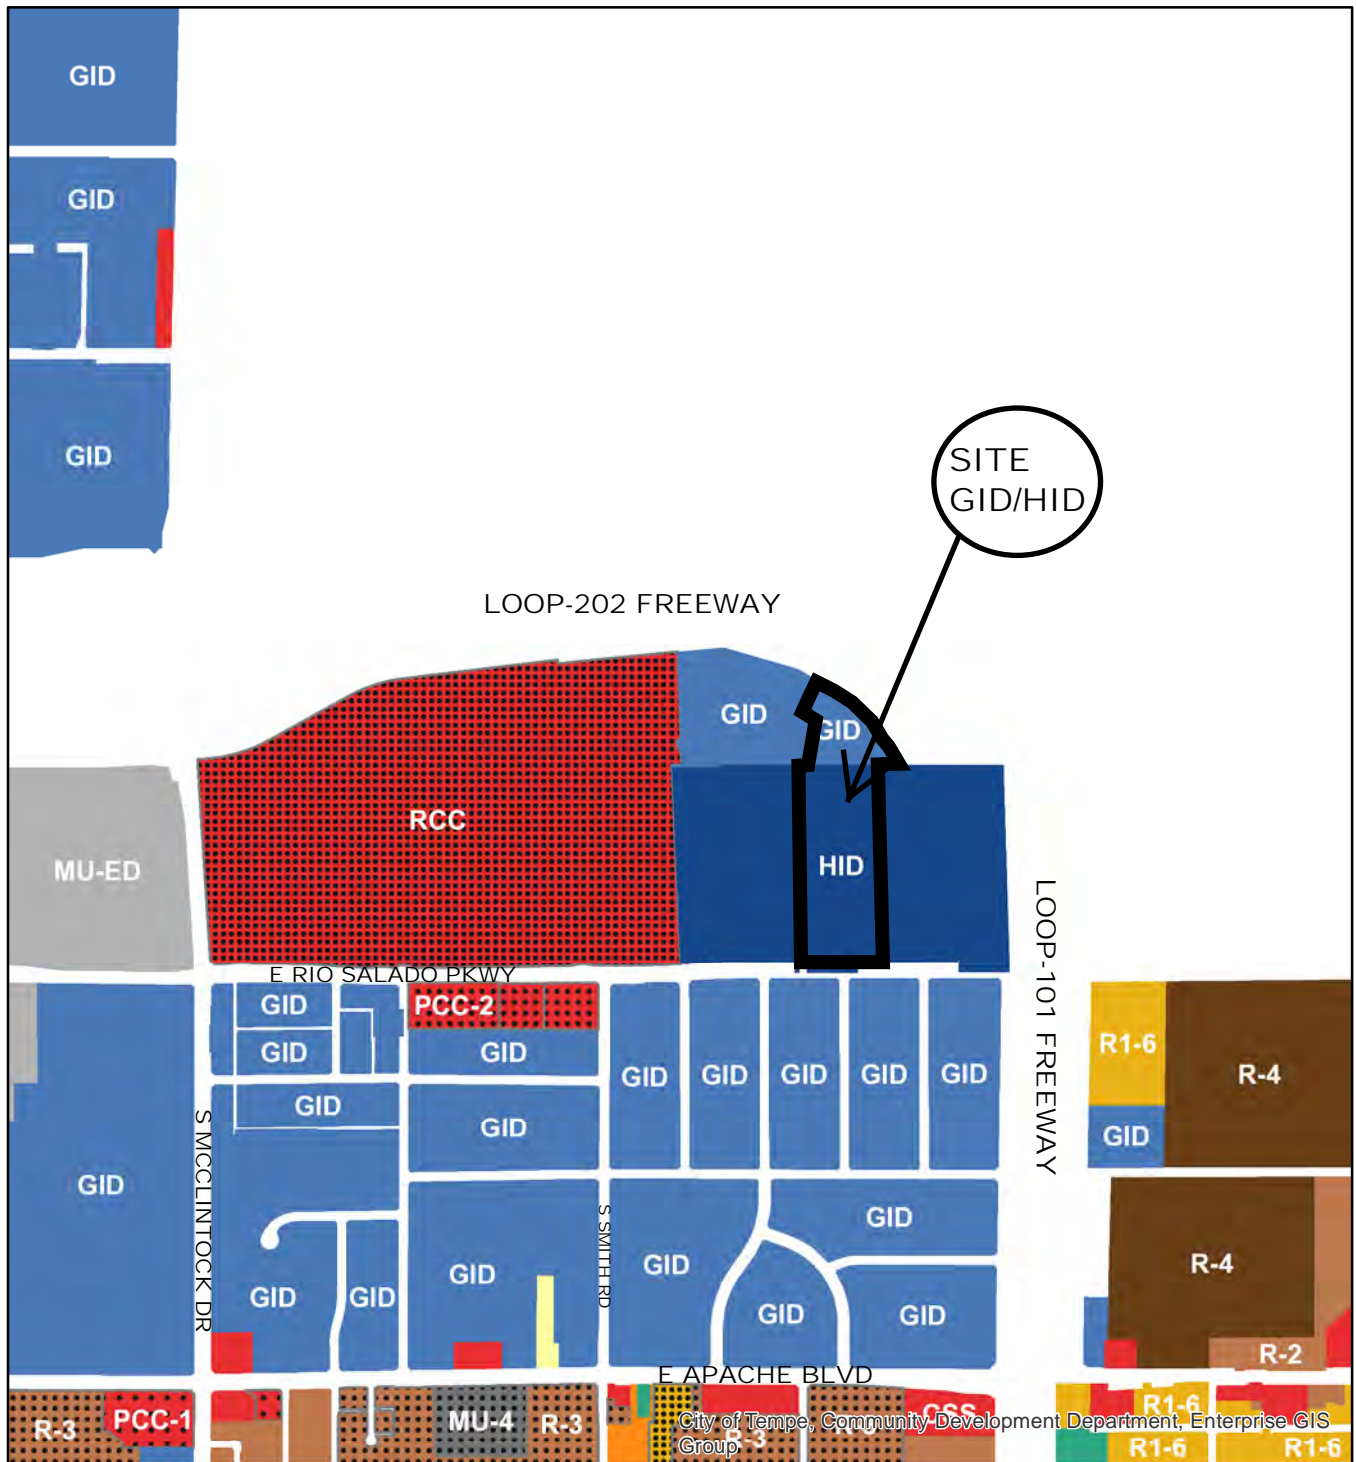 GID
GID
GID
SITE
GID/HID
LOOP-202 FREEWAY
GID
GID
RCC
HID
MU-ED
LOOP-101 FREEWAY
E RIO SALADO PKWY
GID
PCC-2
GID
GID
R1-6
GID
GID
GID
GID
GID
GID
R-4
GID
GID
GID
GID
S MCCLINTOCK DR
S SMITH RD
GID
GID
GID
GID
R-4
GID
GID
GID
GID
R-2
E APACHE BLVD
R-3
PCC-1
MU-4
R-3
R-3
CSS
R1-6
R1-6
R1-6
City of Tempe, Community Development Department, Enterprise GIS
Group